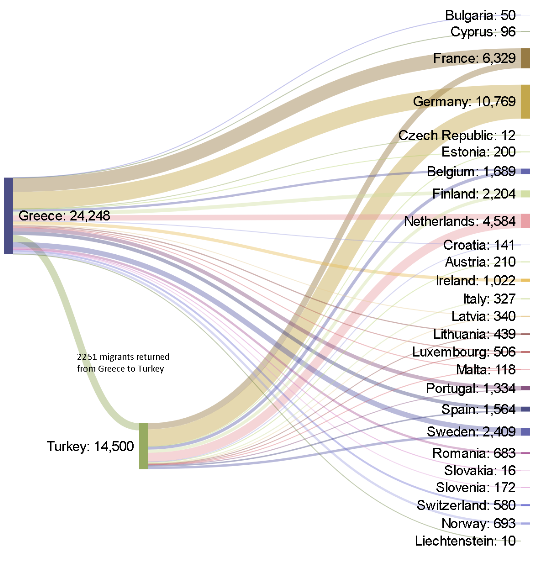 Bulgaria: 50
Cyprus: 96
France: 6,329
Germany: 10,769
Czech Republic: 12
Estonia: 200
Belgium: 1,689
Finland: 2,204
Greece: 24,248
Netherlands: 4,584
Croatia: 141
Austria: 210
Ireland: 1,022
Italy: 327
Latvia: 340
Lithuania: 439
Luxembourg: 506
2251 migrants returned
from Greece to Turkey
Malta: 118
Portugal: 1,334
Spain: 1,564
Sweden: 2,409
Turkey: 14,500
Romania: 683
Slovakia: 16
Slovenia: 172
Switzerland: 580
Norway: 693
Liechtenstein: 10